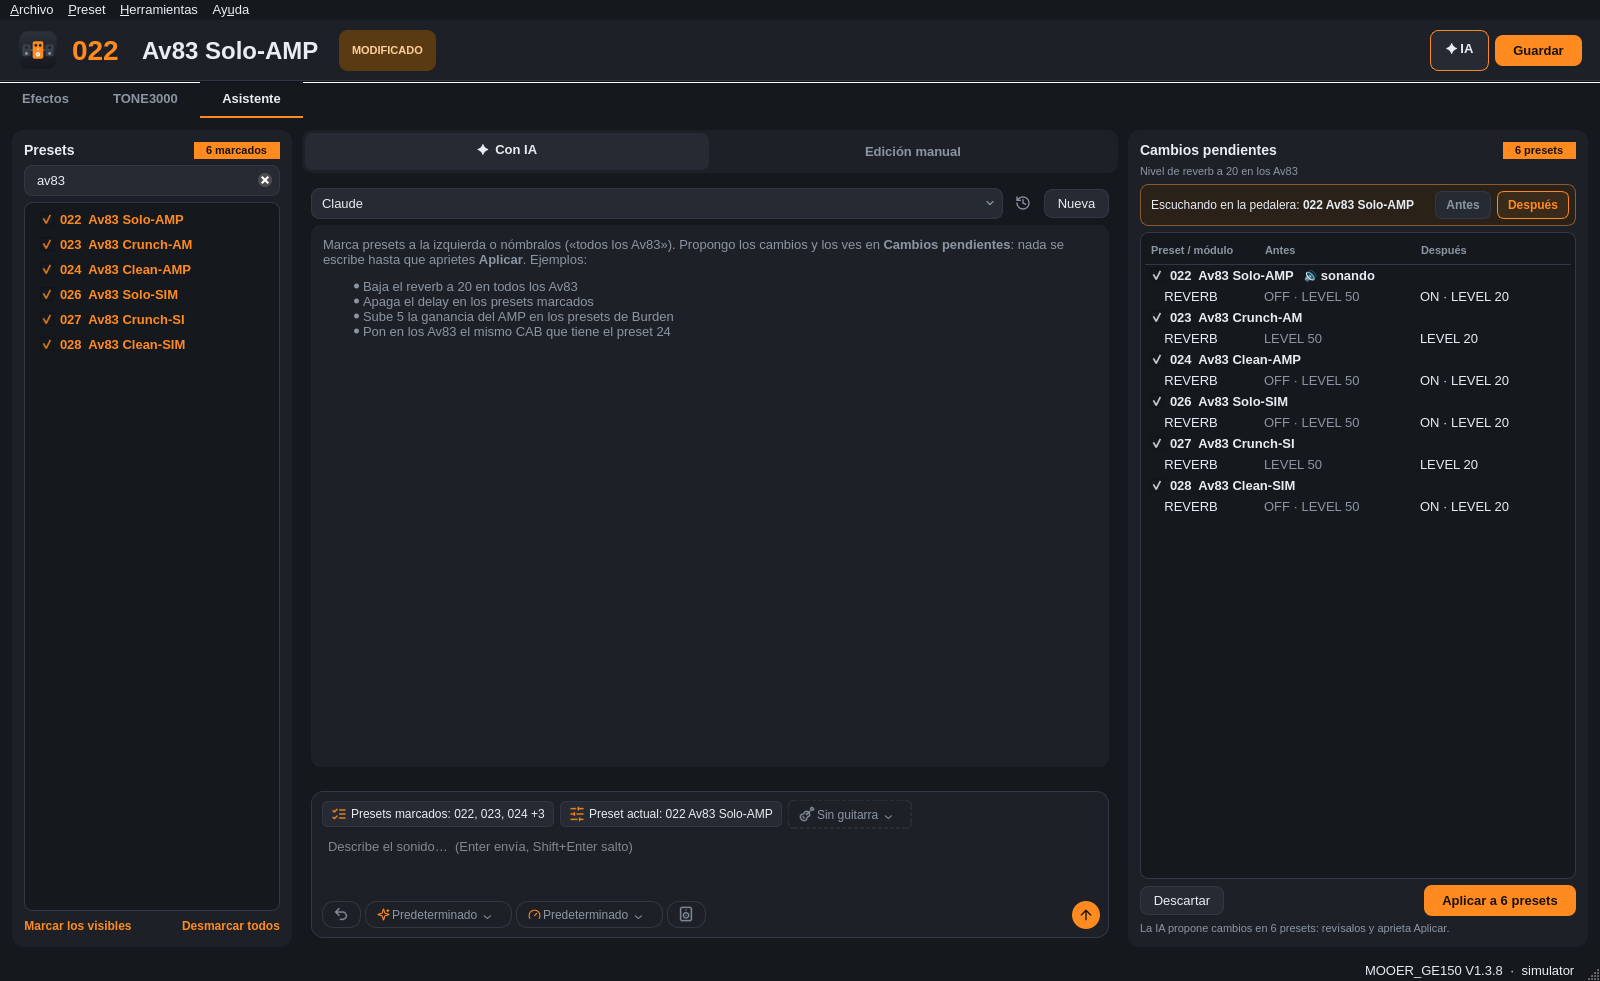 Archivo Preset Herramientas Ayuda
022 Av83 Solo-AMP MODIFICADO IA Guardar
Efectos TONE3000 Asistente
Presets 6 marcados
av83
022 Av83 Solo-AMP
023 Av83 Crunch-AM
024 Av83 Clean-AMP
026 Av83 Solo-SIM
027 Av83 Crunch-SI
028 Av83 Clean-SIM
Marcar los visibles Desmarcar todos
Con IA Edición manual
Claude Nueva
Marca presets a la izquierda o nómbralos («todos los Av83»). Propongo los cambios y los ves en Cambios pendientes: nada se
escribe hasta que aprietes Aplicar. Ejemplos:
• Baja el reverb a 20 en todos los Av83
• Apaga el delay en los presets marcados
• Sube 5 la ganancia del AMP en los presets de Burden
• Pon en los Av83 el mismo CAB que tiene el preset 24
Presets marcados: 022, 023, 024 +3 Preset actual: 022 Av83 Solo-AMP Sin guitarra
Describe el sonido… (Enter envía, Shift+Enter salto)
Predeterminado Predeterminado
Cambios pendientes 6 presets
Nivel de reverb a 20 en los Av83
Escuchando en la pedalera: 022 Av83 Solo-AMP Antes Después
Preset / módulo Antes Después
022 Av83 Solo-AMP 🔉 sonando
REVERB OFF · LEVEL 50 ON · LEVEL 20
023 Av83 Crunch-AM
REVERB LEVEL 50 LEVEL 20
024 Av83 Clean-AMP
REVERB OFF · LEVEL 50 ON · LEVEL 20
026 Av83 Solo-SIM
REVERB OFF · LEVEL 50 ON · LEVEL 20
027 Av83 Crunch-SI
REVERB LEVEL 50 LEVEL 20
028 Av83 Clean-SIM
REVERB OFF · LEVEL 50 ON · LEVEL 20
Descartar Aplicar a 6 presets
La IA propone cambios en 6 presets: revísalos y aprieta Aplicar.
MOOER_GE150 V1.3.8 · simulator